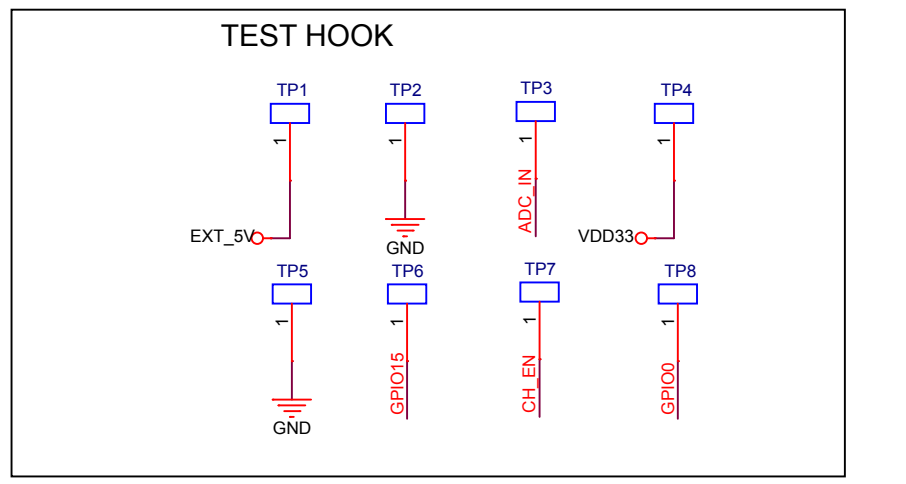 TEST HOOK
TP1 TP2 TP3 TP4
1 1 1 1
ADC_IN
EXT_5V GND VDD33
TP5 TP6 TP7 TP8
1 1 1 1
GPIO15 CH_EN GPIO0
GND